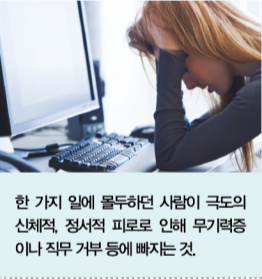 한 가지 일에 몰두하던 사람이 극도의
신체적, 정서적 피로로 인해 무기력증
이나 직무 거부 등에 빠지는 것.